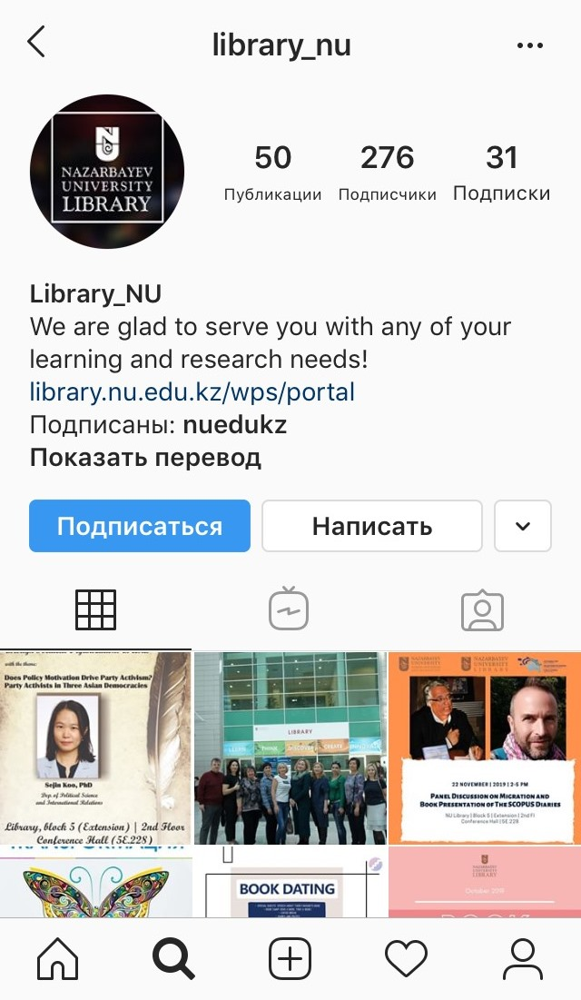 library_nu
NAZARBAYEV
UNIVERSITY
LIBRARY
50 276 31
Публикации Подписчики Подписки
Library_NU
We are glad to serve you with any of your
learning and research needs!
library.nu.edu.kz/wps/portal
Подписаны: nuedukz
Показать перевод
Подписаться Написать
with the theme:
Does Policy Motivation Drive Party Activism?
Party Activists in Three Asian Democracies
Sejin Koo, PhD
Dep. of Political Science
and International Relations
Library, block 5 (Extension) | 2nd Floor
Conference Hall (5E.228)
LIBRARY
LEARN THINK DISCOVER CREATE INNOVATE
NAZARBAYEV
UNIVERSITY
LIBRARY
22 NOVEMBER | 2019 | 2-5 PM
PANEL DISCUSSION ON MIGRATION AND
BOOK PRESENTATION OF THE SCOPUS DIARIES
NU Library | Block 5 | Extension | 2nd Fl
Conference Hall | 5E.228
ТРАНСФОРМАЦИЯ
BOOK DATING
NAZARBAYEV
UNIVERSITY
LIBRARY
October 2019
BOOK